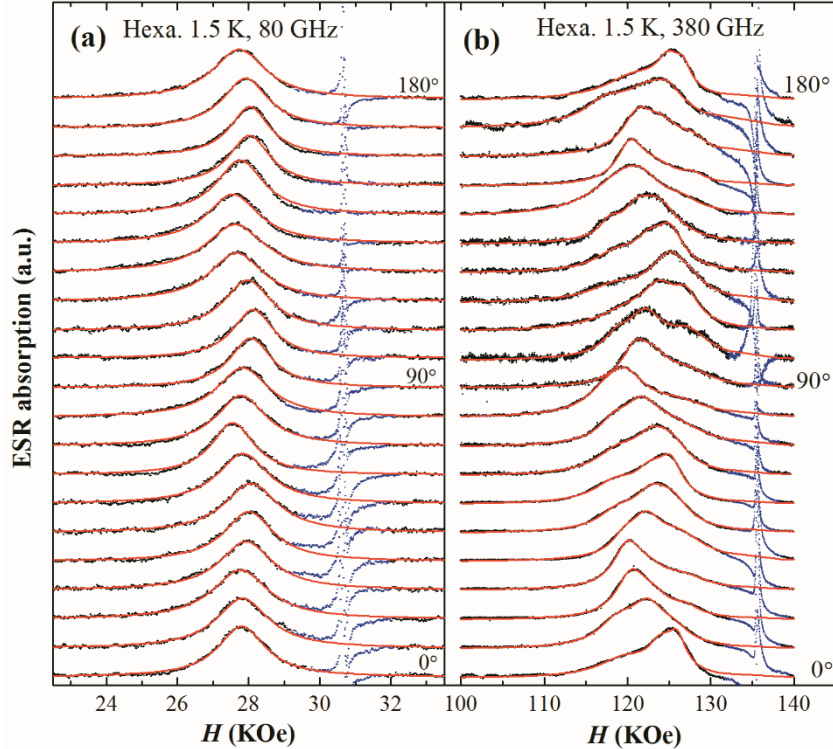 (a) Hexa. 1.5 K, 80 GHz
(b) Hexa. 1.5 K, 380 GHz
180°
180°
90°
90°
0°
0°
ESR absorption (a.u.)
24 26 28 30 32
100 110 120 130 140
H (KOe)
H (KOe)